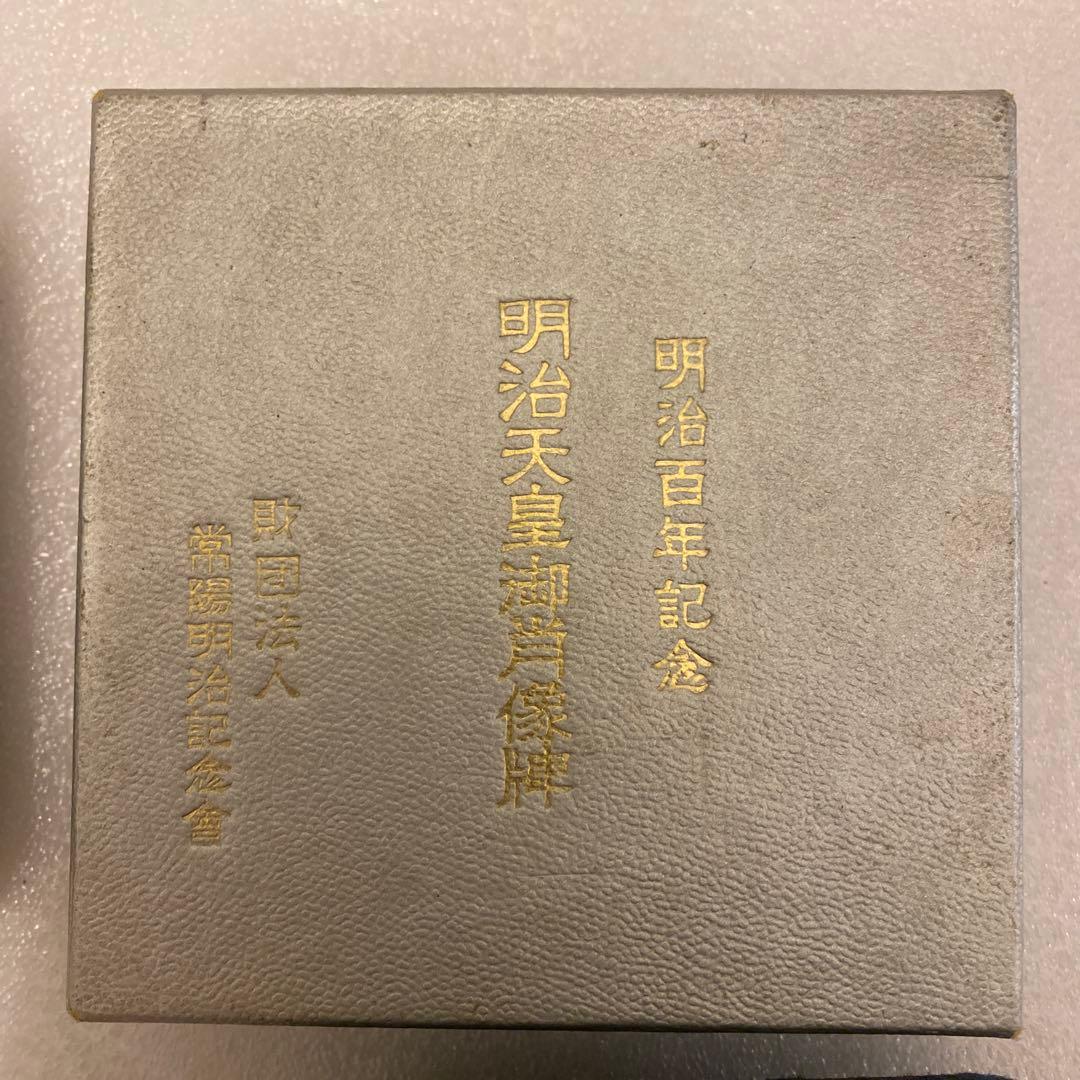 明治百年記念
明治天皇御肖像牌
財団法人
常陽明治記念會